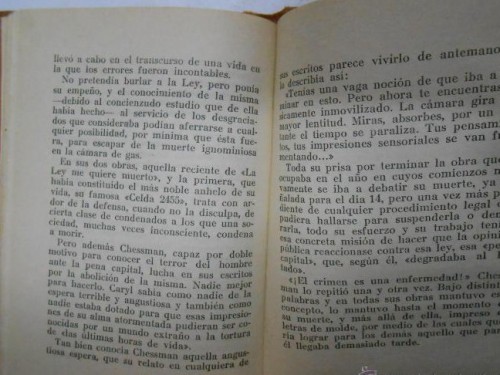 llevó a cabo en el transcurso de una vida en
la que los errores fueron incontables.
No pretendía burlar a la Ley, pero ponía
su empeño, y el conocimiento de la misma
—debido al concienzudo estudio que de ella
había hecho— al servicio de los desgracia-
dos que consideraba podían aferrarse a cual-
quier posibilidad, por mínima que ésta fue-
ra, para escapar de la muerte ignominiosa
en la cámara de gas.
En sus dos obras, aquella reciente de «La
Ley me quiere muerto», y la primera, que
había constituido el más noble anhelo de su
vida, su famosa «Celda 2455», trata con ar-
dor de la defensa, cuando no la disculpa, de
cierta clase de condenados a los que una so-
ciedad, muchas veces inconsciente, condena
a morir.
Pero además Chessman, capaz por doble
motivo para conocer el terror del hombre
ante la pena capital, lucha en sus escritos
por la abolición de la misma. Nadie mejor
para hacerlo. Caryl sabía como nadie de la
espera terrible y angustiosa y también como
nadie estaba dotado para que esas impresio-
nes de su alma atormentada pudieran ser co-
nocidas por un mundo extraño a la tortura
de dos últimas horas de vida».
Tan bien conocía Chessman aquella angus-
tiosa espera, que su relato en cualquiera de
sus escritos parece vivirlo de antemano
la describía así:
«Tenías una vaga noción de que iba a
minar en esto. Pero ahora te encuentras
sicamente inmovilizado. La cámara gira
mayor lentitud. Miras, absorbes, por un
ante el tiempo se paraliza. Tus pensam
tus impresiones sensoriales se van
mentando...»
Toda su prisa por terminar la obra que
ocupaba en el año en cuyos comienzos
vamente se iba a debatir su muerte, ya
ñalada para el día 14, pero una vez más
de cualquier procedimiento legal
pudiera hallarse para suspenderla o
rarla, todo su esfuerzo y su trabajo
esa concreta misión de hacer que la opinión
pública reaccionase contra esa ley, esa
capital», que, según él, «degradaba al
«¡El crimen es una enfermedad!»
lo repitió una y otra vez. Bajo distint
palabras y en todas sus obras mantuvo
concepto, lo mantuvo hasta el momento
y, más allá de ella, al dejarlo, impreso
letras de molde, por medio de las cuales
ría lograr para los demás aquello que
él llegaba demasiado tarde.